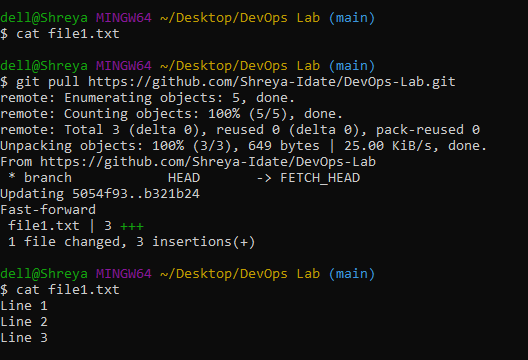 dell@Shreya MINGW64 ~/Desktop/DevOps Lab (main)
$ cat file1.txt
dell@Shreya MINGW64 ~/Desktop/DevOps Lab (main)
$ git pull https://github.com/Shreya-Idate/DevOps-Lab.git
remote: Enumerating objects: 5, done.
remote: Counting objects: 100% (5/5), done.
remote: Total 3 (delta 0), reused 0 (delta 0), pack-reused 0
Unpacking objects: 100% (3/3), 649 bytes | 25.00 KiB/s, done.
From https://github.com/Shreya-Idate/DevOps-Lab
 * branch            HEAD       -> FETCH_HEAD
Updating 5054f93..b321b24
Fast-forward
 file1.txt | 3 +++
 1 file changed, 3 insertions(+)
dell@Shreya MINGW64 ~/Desktop/DevOps Lab (main)
$ cat file1.txt
Line 1
Line 2
Line 3